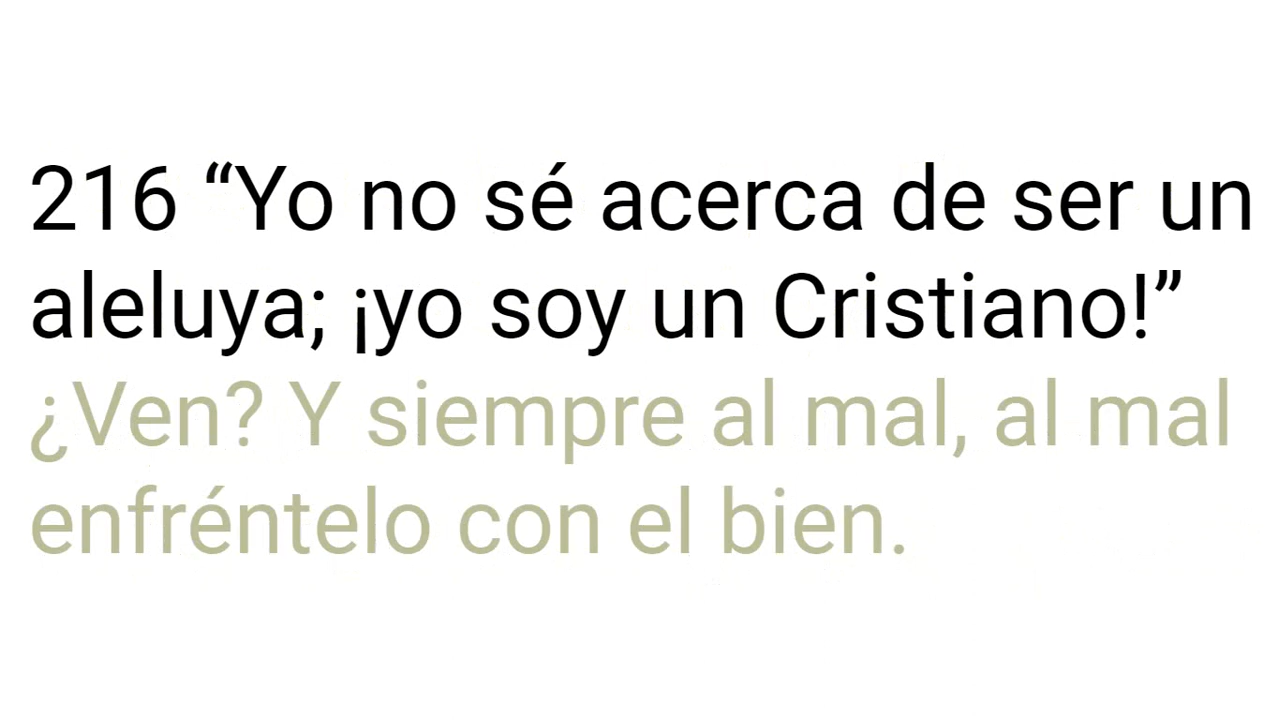 216 “Yo no sé acerca de ser un
aleluya; ¡yo soy un Cristiano!”
¿Ven? Y siempre al mal, al mal
enfréntelo con el bien.